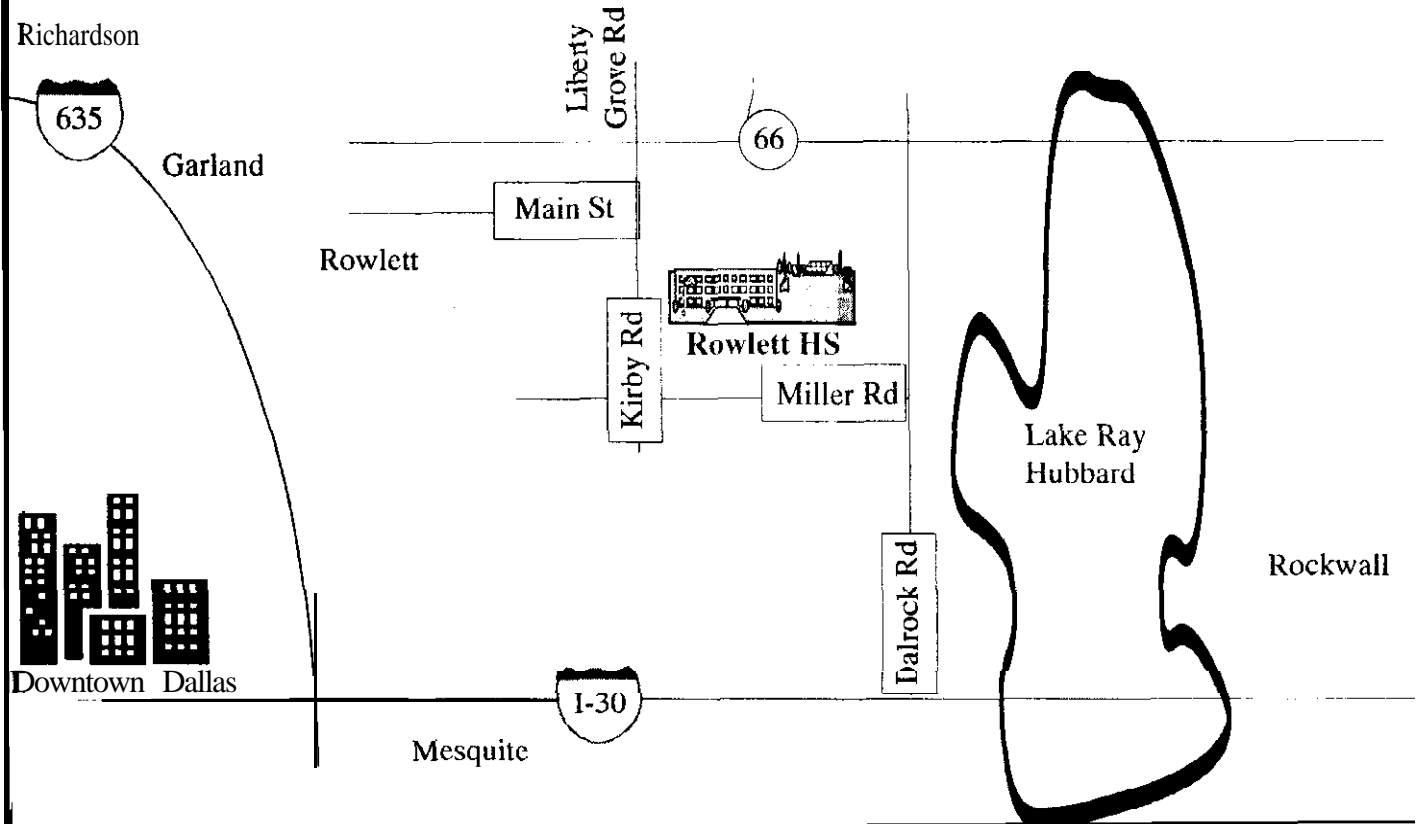 Richardson
635
Garland
Liberty
Grove Rd
66
Main St
Rowlett
Kirby Rd
Rowlett HS
Miller Rd
Lake Ray
Hubbard
Dalrock Rd
Rockwall
Downtown Dallas
I-30
Mesquite